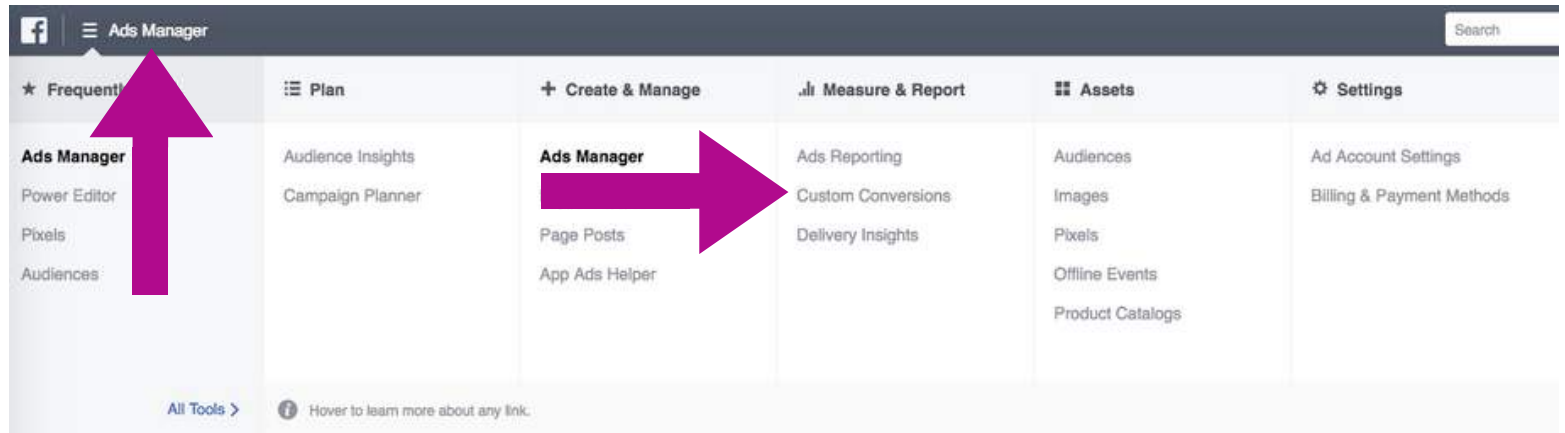 Ads Manager
Search
Plan
Create & Manage
Measure & Report
Assets
Settings
Ads Manager
Power Editor
Pixels
Audiences
All Tools >
Audience Insights
Campaign Planner
Ads Manager
Page Posts
App Ads Helper
Ads Reporting
Custom Conversions
Delivery Insights
Audiences
Images
Pixels
Offline Events
Product Catalogs
Ad Account Settings
Billing & Payment Methods
Hover to learn more about any link.